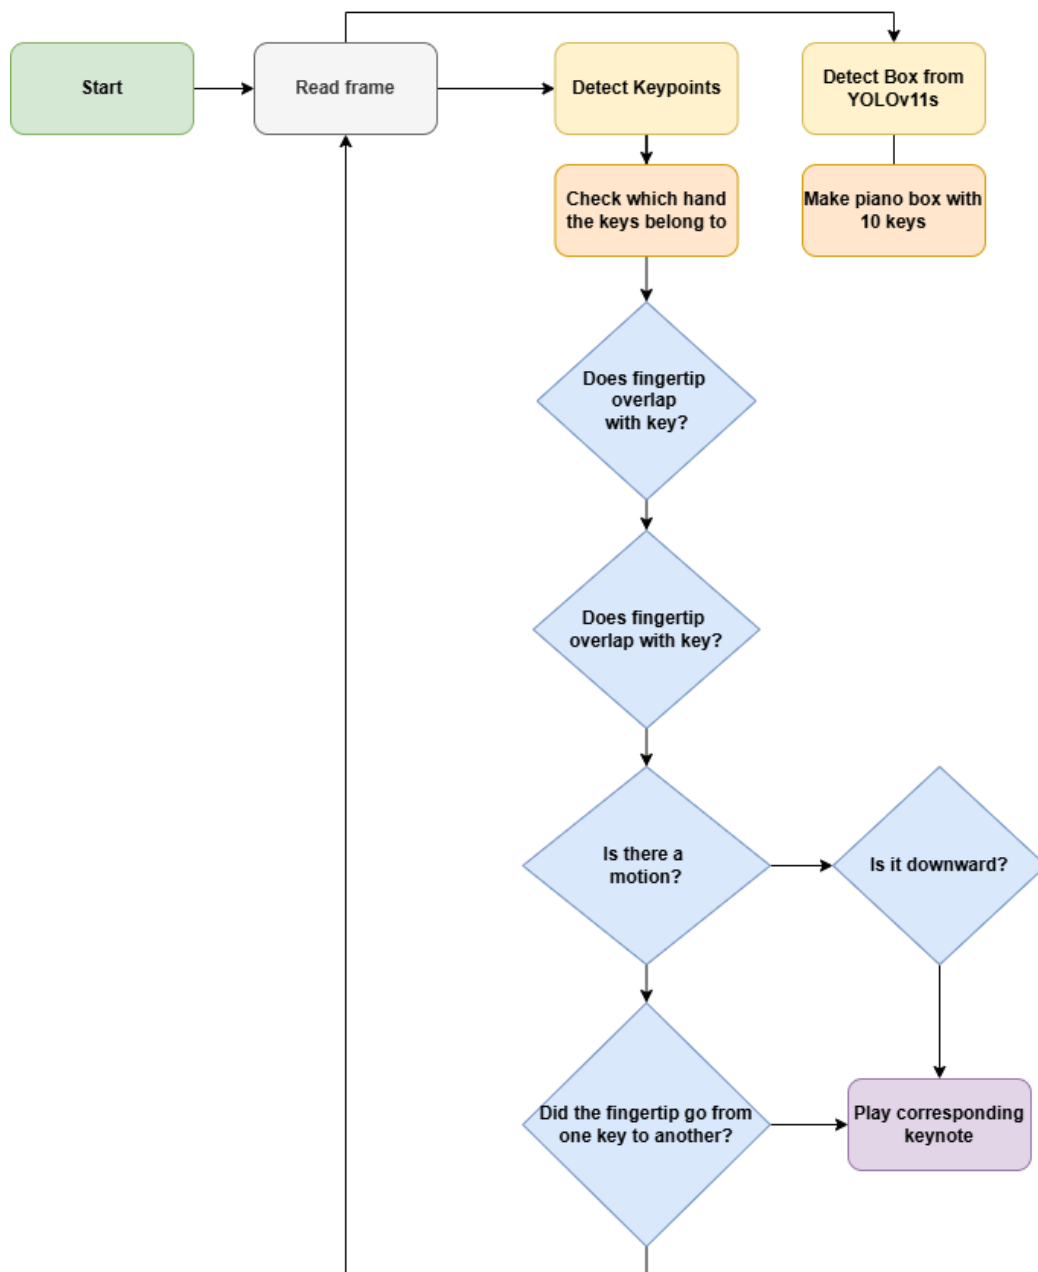 Start
Read frame
Detect Keypoints
Detect Box from
YOLOv11s
Check which hand
the keys belong to
Make piano box with
10 keys
Does fingertip
overlap
with key?
Does fingertip
overlap with key?
Is there a
motion?
Is it downward?
Did the fingertip go from
one key to another?
Play corresponding
keynote